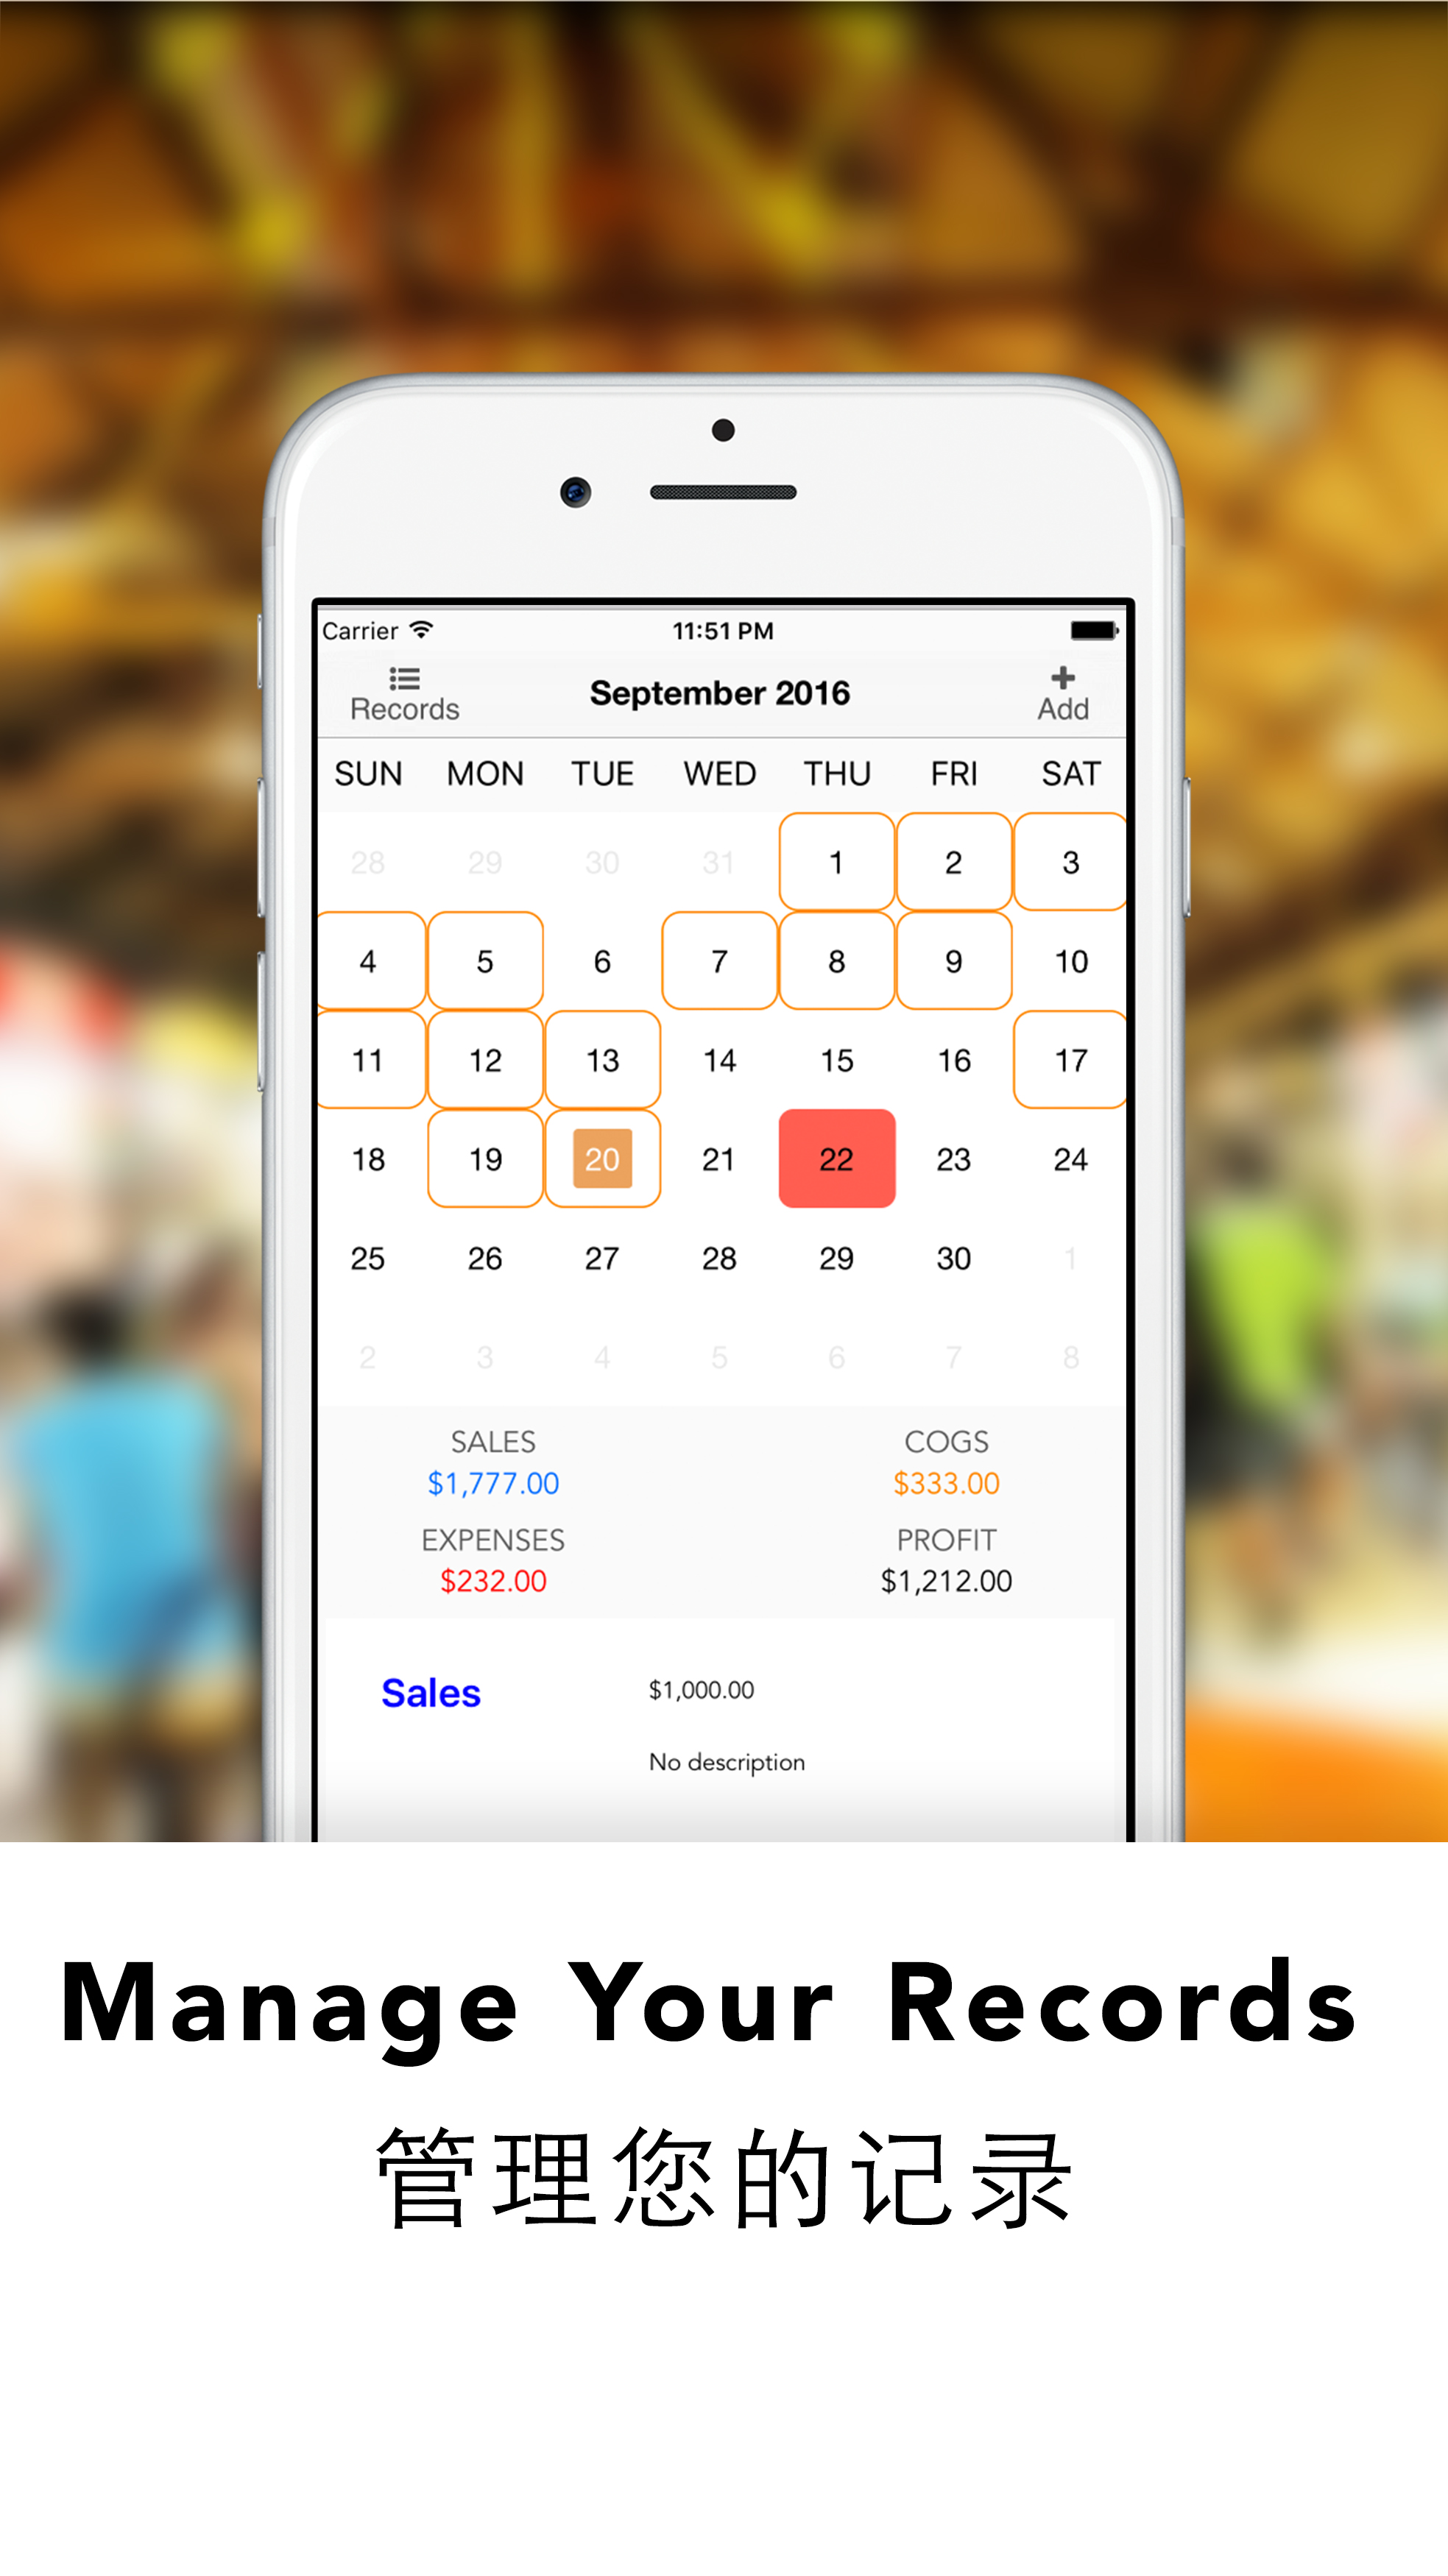 Carrier 11:51 PM
Records September 2016 Add
SUN MON TUE WED THU FRI SAT
28 29 30 31 1 2 3
4 5 6 7 8 9 10
11 12 13 14 15 16 17
18 19 20 21 22 23 24
25 26 27 28 29 30 1
2 3 4 5 6 7 8
SALES COGS
$1,777.00 $333.00
EXPENSES PROFIT
$232.00 $1,212.00
Sales $1,000.00
No description
Manage Your Records
管理您的记录